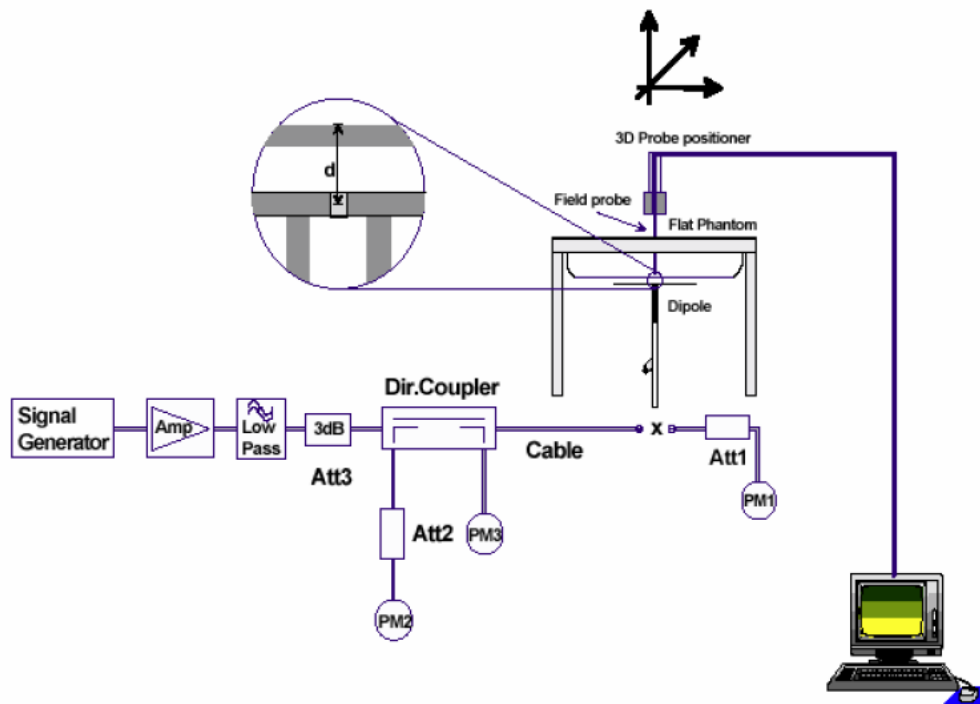 3D Probe positioner
d
Field probe
Flat Phantom
Dipole
Dir.Coupler
Signal
Generator
Amp
Low
Pass
3dB
Att3
Cable
x
Att1
PM1
Att2
PM3
PM2